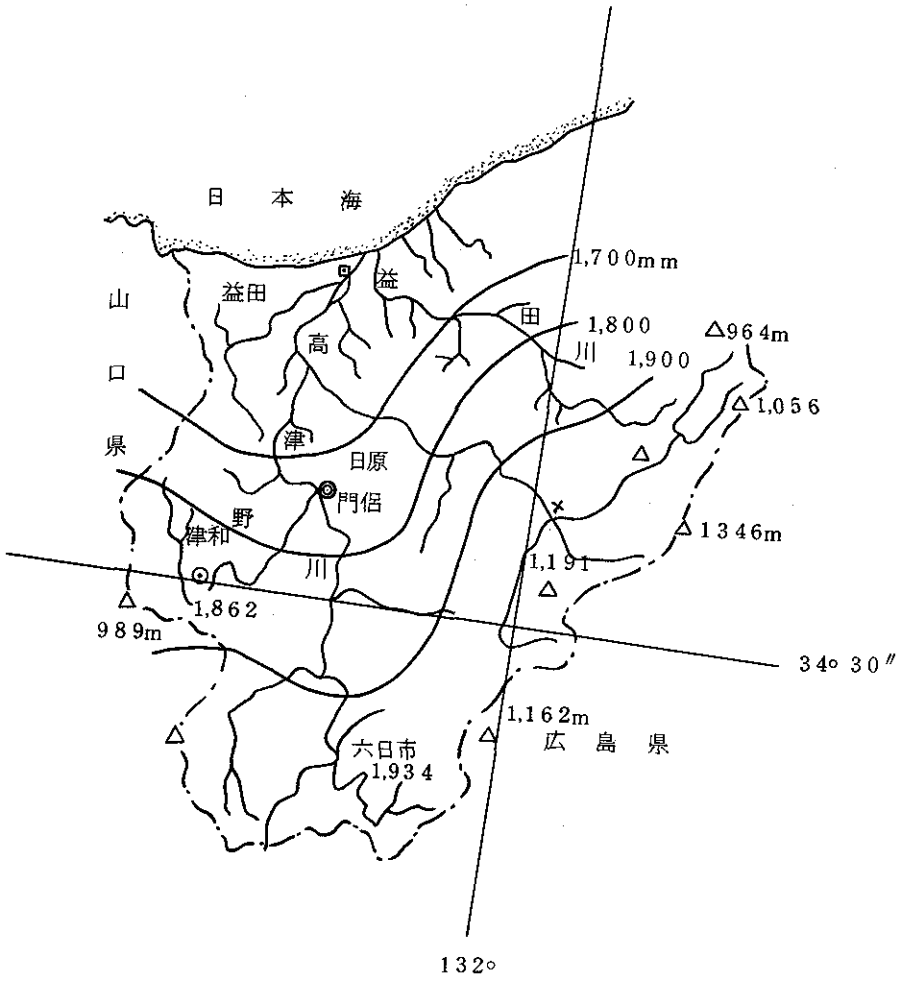 日本海
1,700mm
益田
益田川
山口県
1,800
964m
1,900
高津川
1,056
日原
門侶
津和野
1346m
1,191
1,862
989m
34° 30″
1,162m
広島県
六日市
1,934
132°